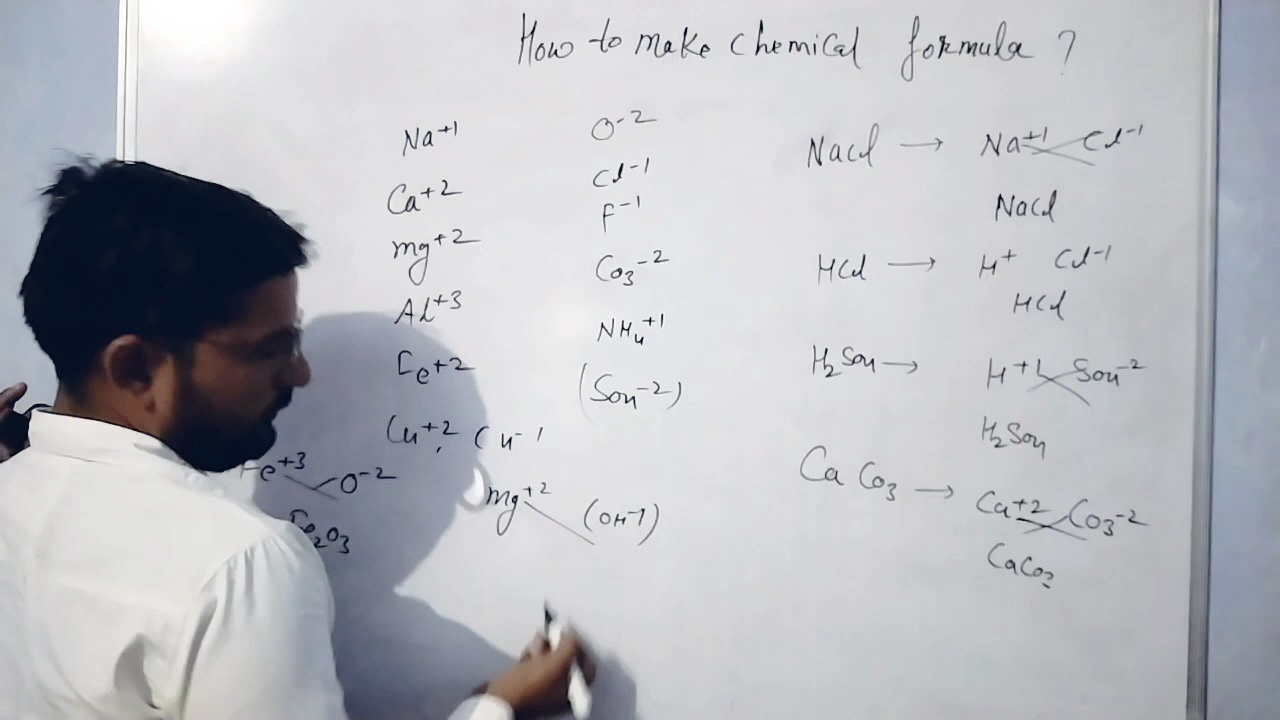 How to make chemical formula ?
Na+1
Ca+2
mg+2
Al+3
Fe+2
Cu+2, Cu-1
Fe+3 O-2
Fe2O3
O-2
Cl-1
F-1
Co3-2
NH4+1
(So4-2)
mg+2 (OH-1)
Nacl → Na+1 Cl-1
Nacl
HCl → H+ Cl-1
HCl
H2So4 → H+1 So4-2
H2So4
CaCo3 → Ca+2 Co3-2
CaCo3